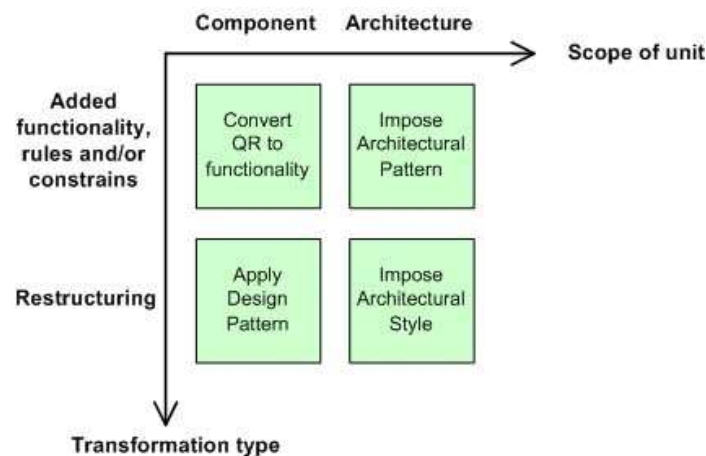 Component Architecture
Scope of unit
Added
functionality,
rules and/or
constrains
Convert
QR to
functionality
Impose
Architectural
Pattern
Restructuring
Apply
Design
Pattern
Impose
Architectural
Style
Transformation type